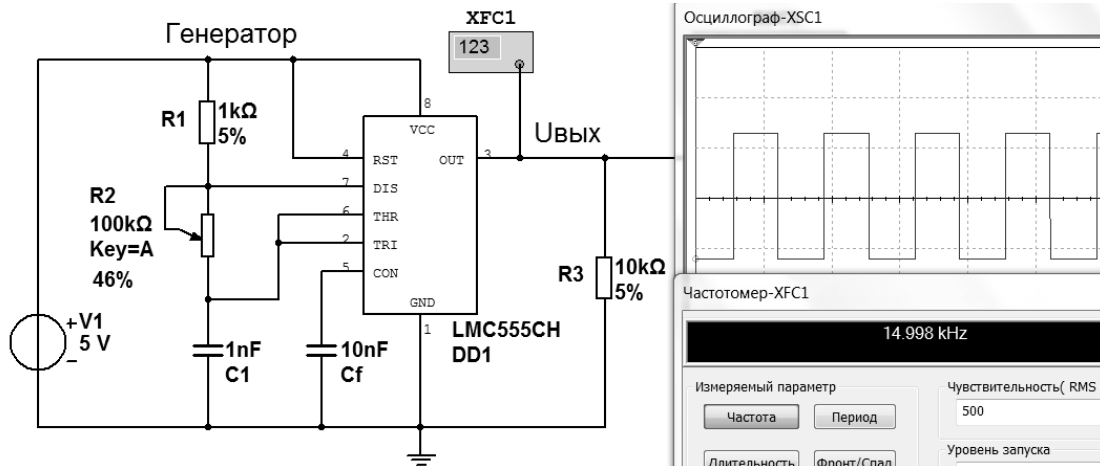 XFC1
123
Генератор
Uвых
R1
1kΩ
5%
R2
100kΩ
Key=A
46%
8
VCC
4
RST
OUT
3
7
DIS
6
THR
2
TRI
5
CON
GND
1
LMC555CH
DD1
R3
10kΩ
5%
+
V1
5 V
−
1nF
C1
10nF
Cf
Осциллограф-XSC1
Частотомер-XFC1
14.998 kHz
Измеряемый параметр
Частота
Период
Длительность
Фронт/Спад
Чувствительность( RMS
500
Уровень запуска